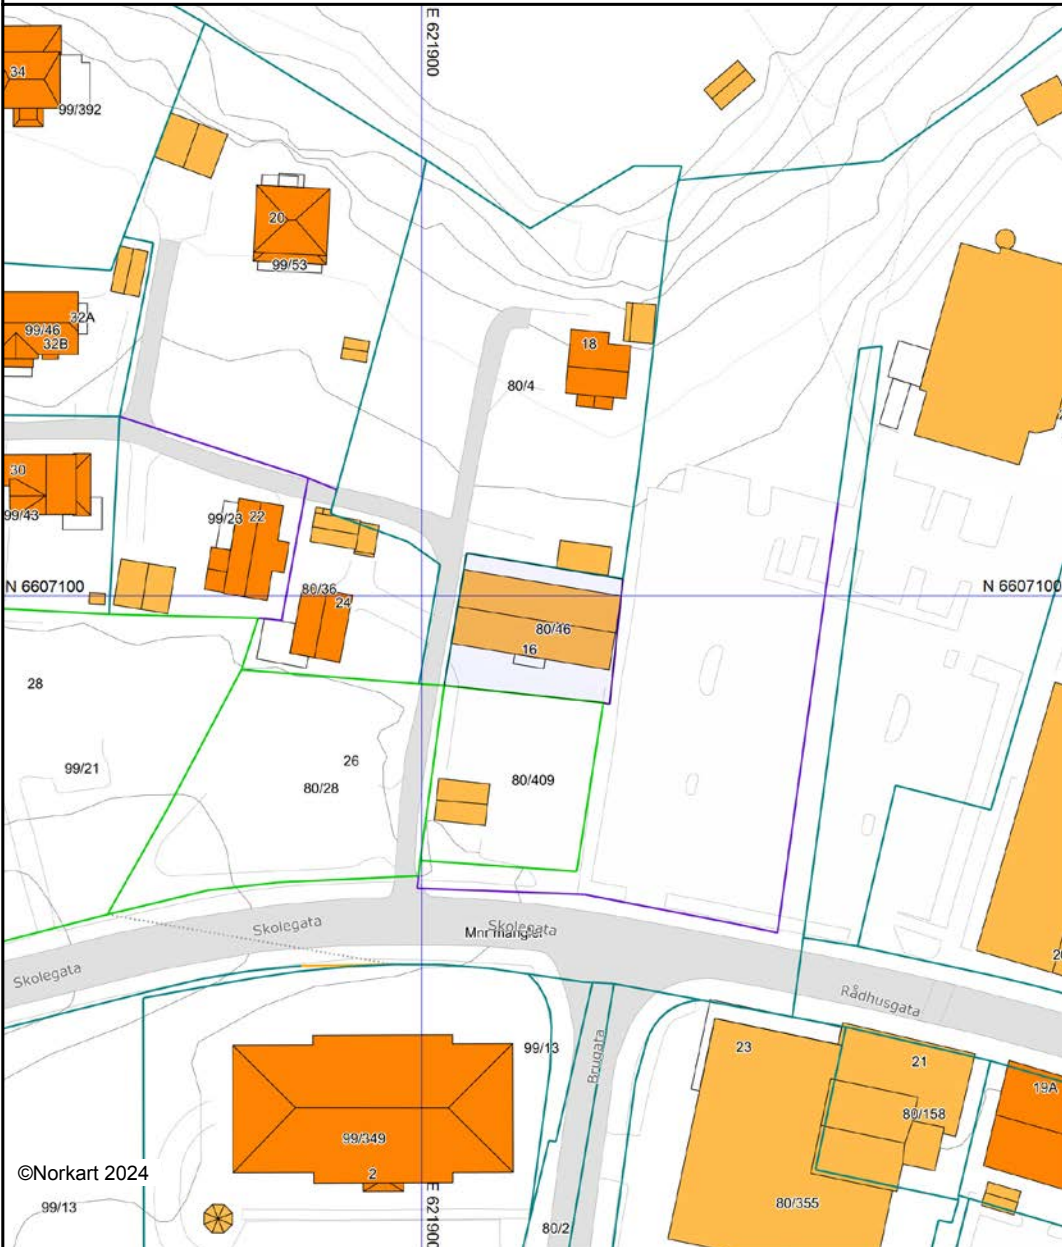 E 621900
34
99/392
20
99/53
32A
99/46
32B
18
80/4
30
99/43
99/23 22
N 6607100
N 6607100
80/36
24
80/46
16
28
26
99/21
80/28
80/409
Skolegata
Skolegata
Mnr mangler
Skolegata
Rådhusgata
Brugata
99/13
23
21
19A
80/158
99/349
2
©Norkart 2024
E 621900
99/13
80/2
80/355